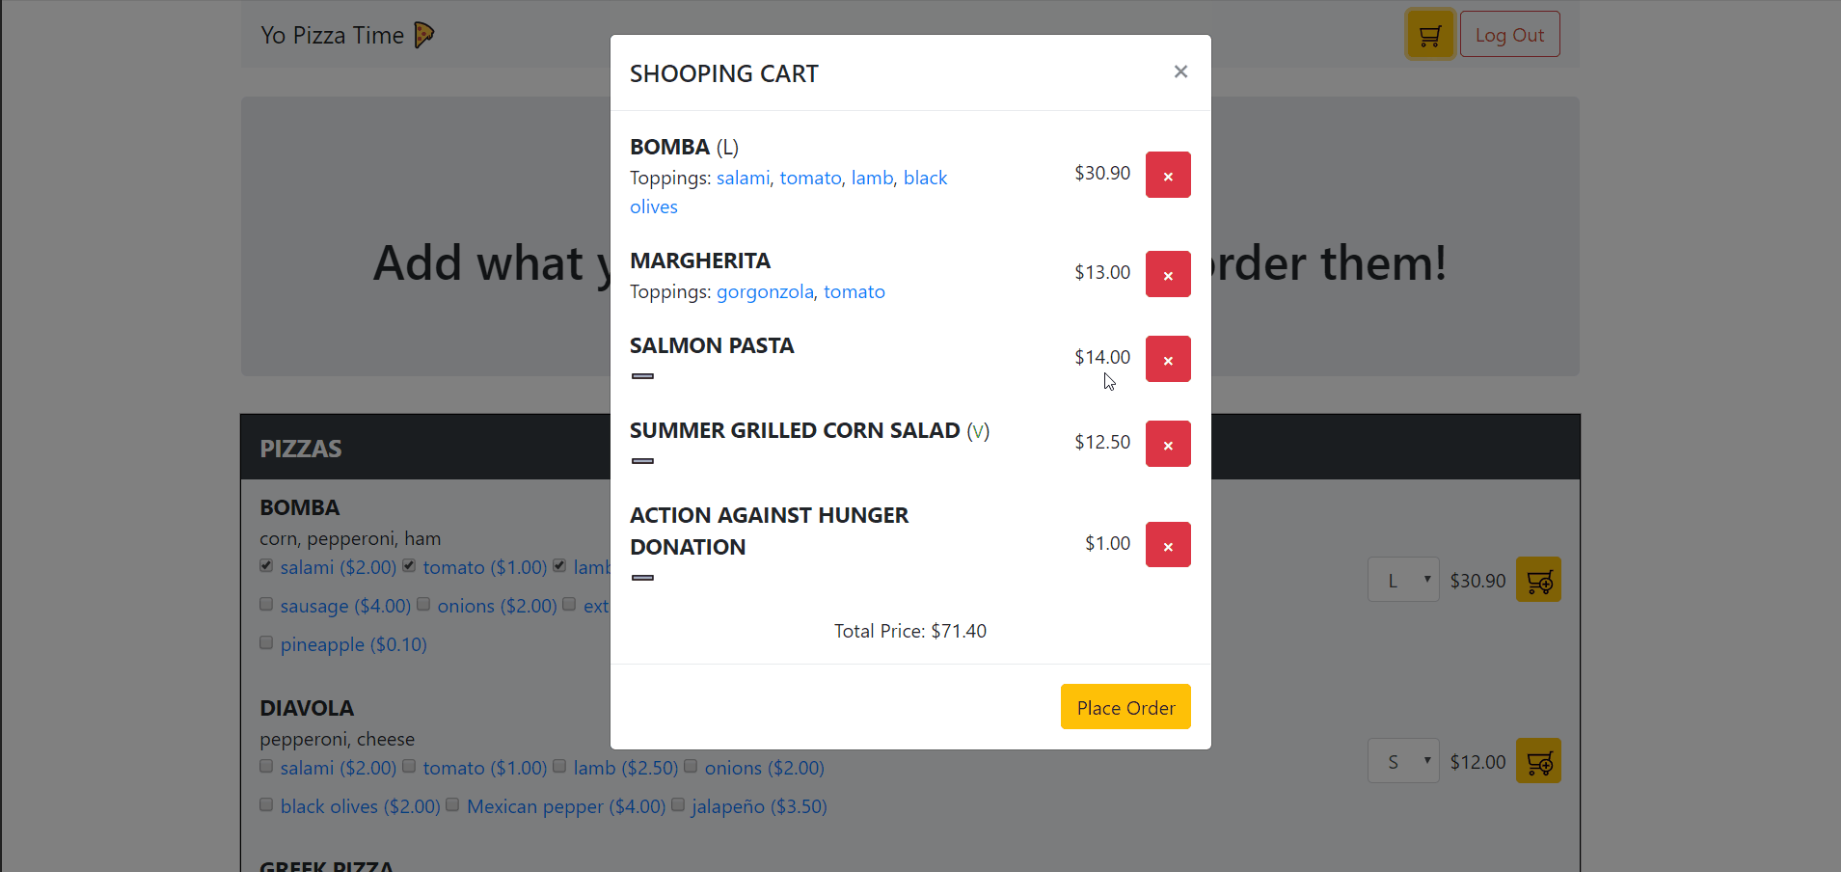 Yo Pizza Time
Log Out
SHOOPING CART
×
BOMBA (L)
Toppings: salami, tomato, lamb, black
olives
$30.90
×
MARGHERITA
Toppings: gorgonzola, tomato
$13.00
×
SALMON PASTA
$14.00
×
SUMMER GRILLED CORN SALAD (V)
$12.50
×
ACTION AGAINST HUNGER
DONATION
$1.00
×
Total Price: $71.40
Place Order
Add what
order them!
PIZZAS
BOMBA
corn, pepperoni, ham
salami ($2.00) tomato ($1.00) lamb
sausage ($4.00) onions ($2.00) ext
pineapple ($0.10)
L $30.90
DIAVOLA
pepperoni, cheese
salami ($2.00) tomato ($1.00) lamb ($2.50) onions ($2.00)
black olives ($2.00) Mexican pepper ($4.00) jalapeño ($3.50)
S $12.00
GREEK PIZZA